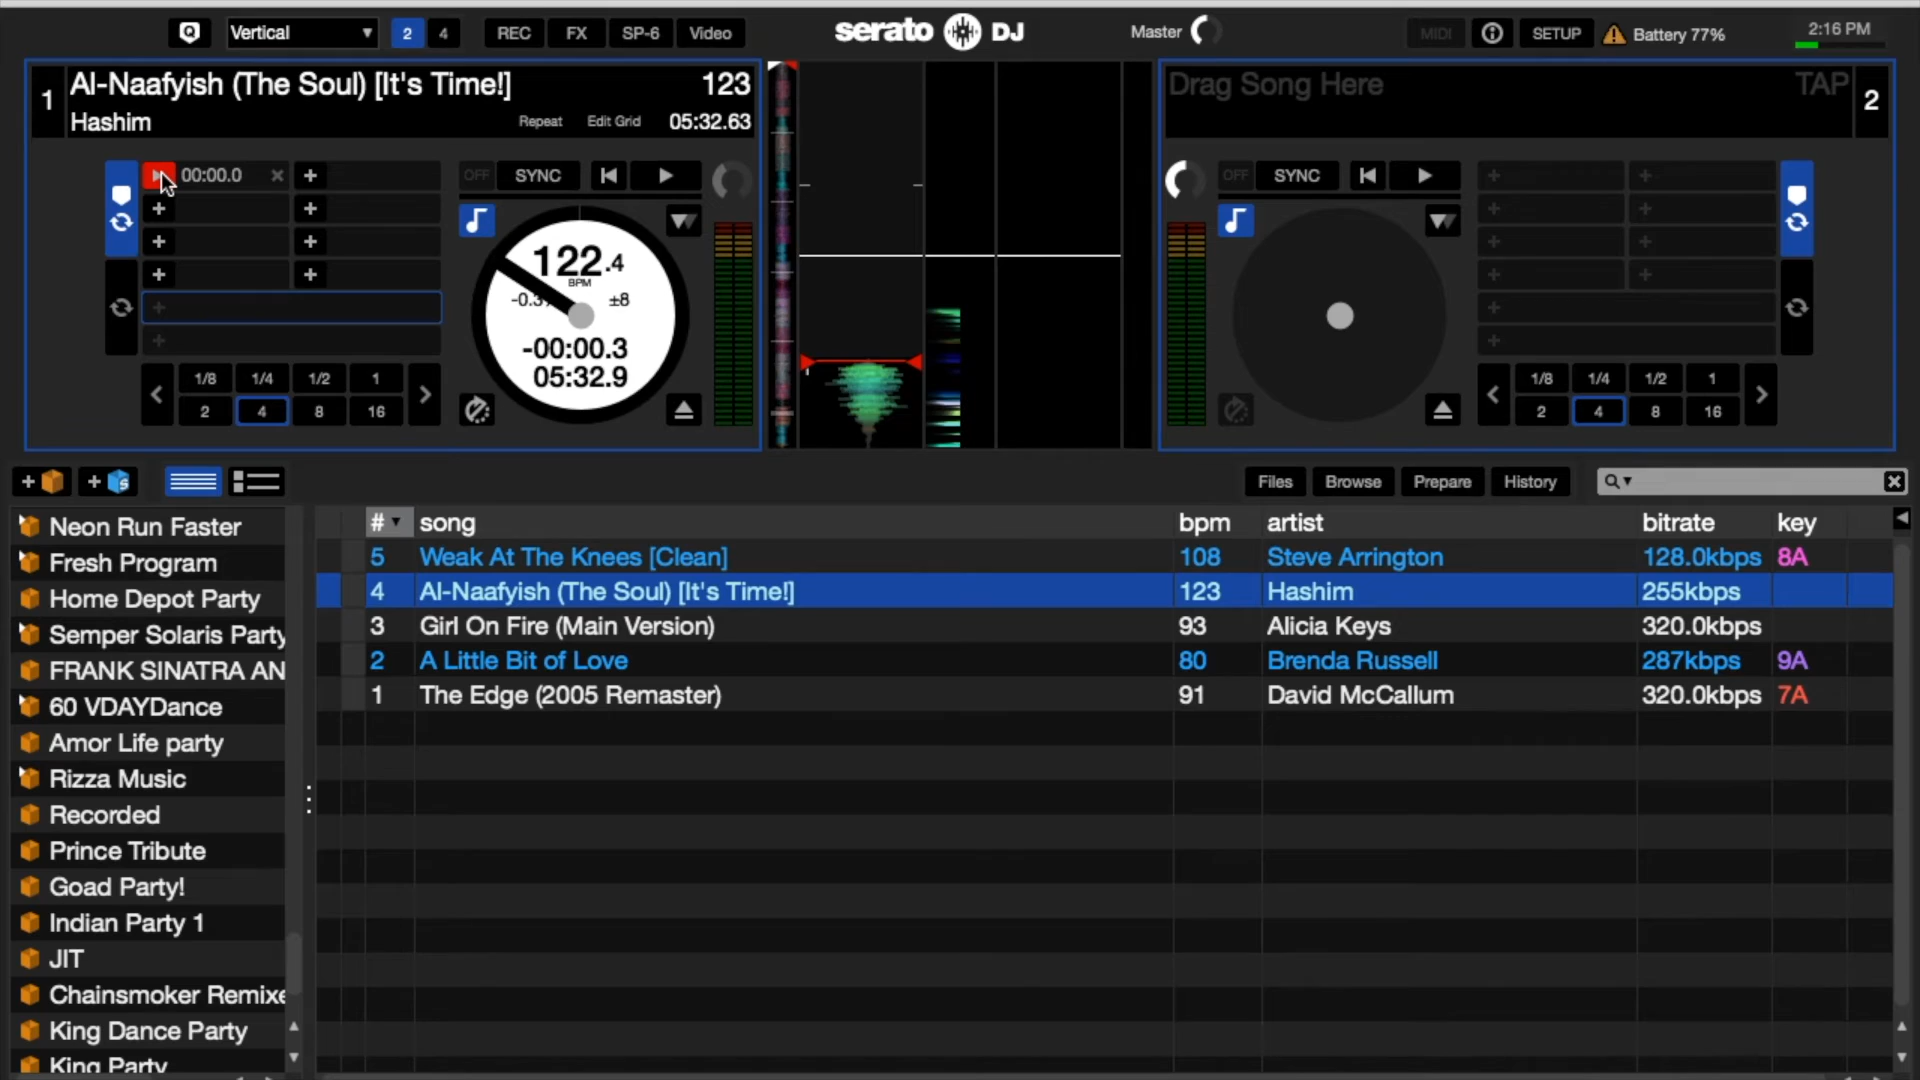 Vertical
2 4
REC FX SP-6 Video
serato DJ
Master
MIDI
SETUP
Battery 77%
2:16 PM
1
Al-Naafyish (The Soul) [It's Time!] 123
Hashim Repeat Edit Grid 05:32.63
Drag Song Here TAP 2
00:00.0
OFF SYNC
122.4
BPM
±8
-00:00.3
05:32.9
1/8 1/4 1/2 1
2 4 8 16
OFF SYNC
1/8 1/4 1/2 1
2 4 8 16
Files Browse Prepare History
# song bpm artist bitrate key
5 Weak At The Knees [Clean] 108 Steve Arrington 128.0kbps 8A
4 Al-Naafyish (The Soul) [It's Time!] 123 Hashim 255kbps
3 Girl On Fire (Main Version) 93 Alicia Keys 320.0kbps
2 A Little Bit of Love 80 Brenda Russell 287kbps 9A
1 The Edge (2005 Remaster) 91 David McCallum 320.0kbps 7A
Neon Run Faster
Fresh Program
Home Depot Party
Semper Solaris Party
FRANK SINATRA AN
60 VDAYDance
Amor Life party
Rizza Music
Recorded
Prince Tribute
Goad Party!
Indian Party 1
JIT
Chainsmoker Remixe
King Dance Party
King Party